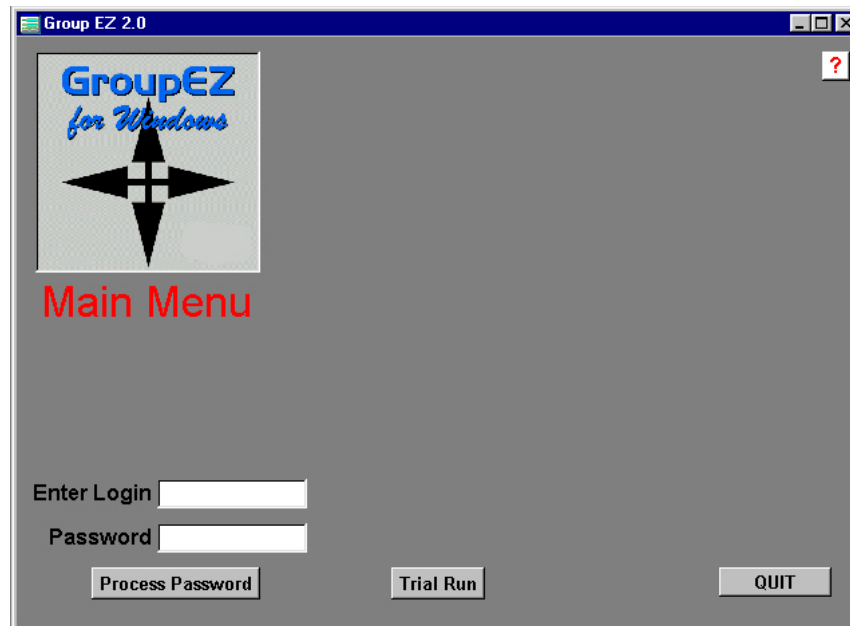 Group EZ 2.0
?
GroupEZ
for Windows
Main Menu
Enter Login
Password
Process Password
Trial Run
QUIT